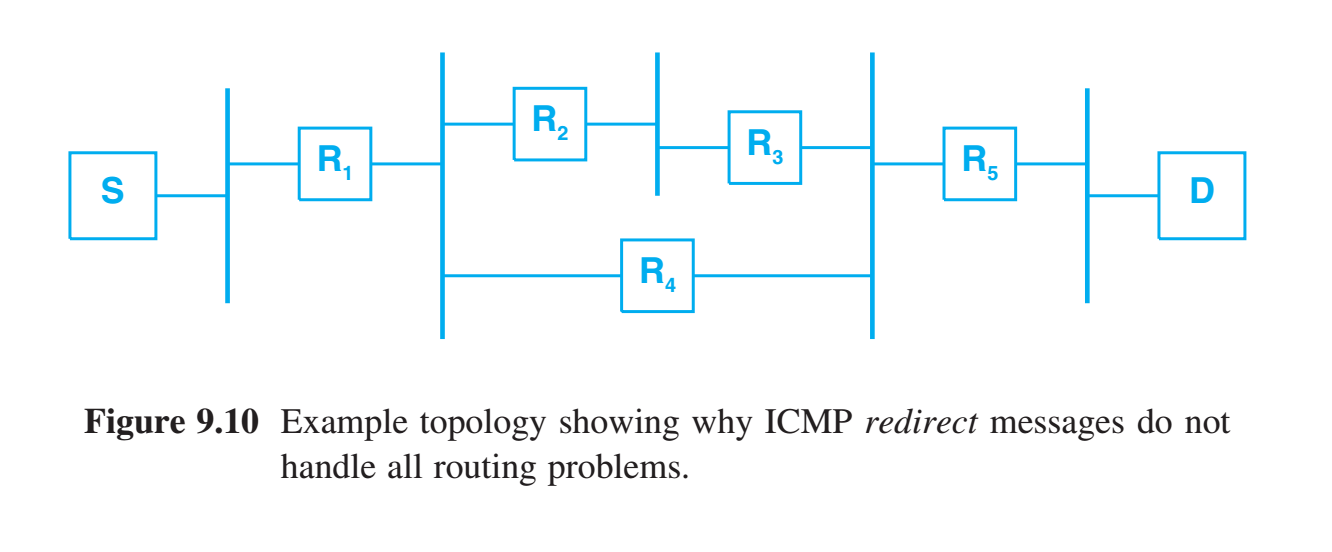 S
R1
R2
R3
R4
R5
D
Figure 9.10 Example topology showing why ICMP redirect messages do not
handle all routing problems.